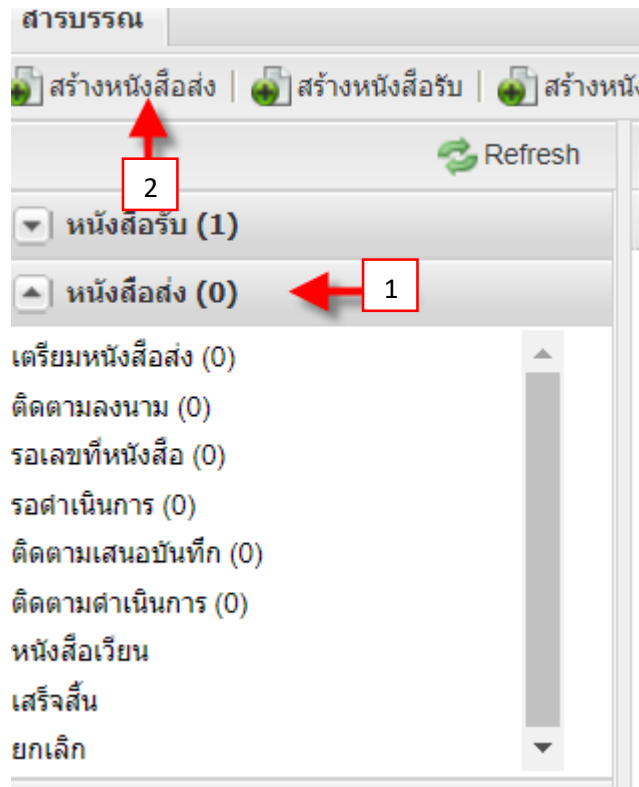 สารบรรณ
สร้างหนังสือส่ง | สร้างหนังสือรับ | สร้างหนัง
Refresh
2
หนังสือรับ (1)
หนังสือส่ง (0)
1
เตรียมหนังสือส่ง (0)
ติดตามลงนาม (0)
รอเลขที่หนังสือ (0)
รอดำเนินการ (0)
ติดตามเสนอบันทึก (0)
ติดตามดำเนินการ (0)
หนังสือเวียน
เสร็จสิ้น
ยกเลิก